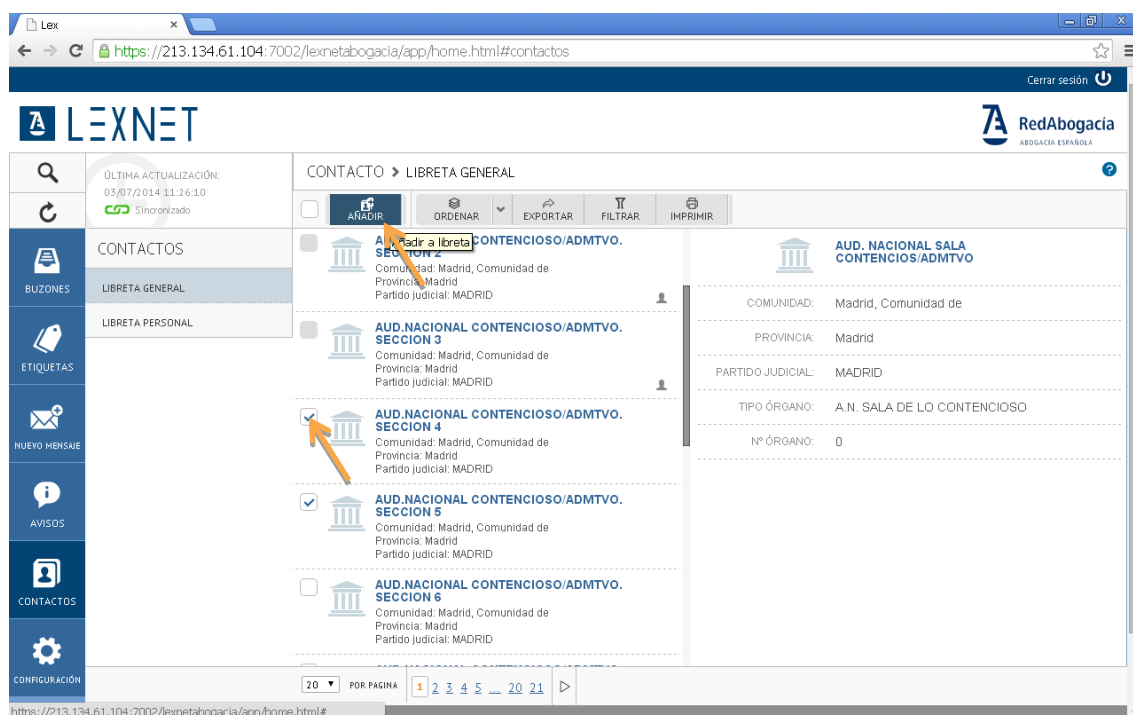 Lex
https://213.134.61.104:7002/lexnetabogacia/app/home.html#contactos
Cerrar sesión
LEXNET
RedAbogacía
ABOGACÍA ESPAÑOLA
ÚLTIMA ACTUALIZACIÓN:
03/07/2014 11:26:10
Sincronizado
CONTACTO > LIBRETA GENERAL
AÑADIR
ORDENAR
EXPORTAR
FILTRAR
IMPRIMIR
BUZONES
ETIQUETAS
NUEVO MENSAJE
AVISOS
CONTACTOS
CONFIGURACIÓN
CONTACTOS
LIBRETA GENERAL
LIBRETA PERSONAL
CONTENCIOSO/ADMTVO.
SECCION 2
Comunidad: Madrid, Comunidad de
Provincia: Madrid
Partido judicial: MADRID
AUD.NACIONAL CONTENCIOSO/ADMTVO.
SECCION 3
Comunidad: Madrid, Comunidad de
Provincia: Madrid
Partido judicial: MADRID
AUD.NACIONAL CONTENCIOSO/ADMTVO.
SECCION 4
Comunidad: Madrid, Comunidad de
Provincia: Madrid
Partido judicial: MADRID
AUD.NACIONAL CONTENCIOSO/ADMTVO.
SECCION 5
Comunidad: Madrid, Comunidad de
Provincia: Madrid
Partido judicial: MADRID
AUD.NACIONAL CONTENCIOSO/ADMTVO.
SECCION 6
Comunidad: Madrid, Comunidad de
Provincia: Madrid
Partido judicial: MADRID
AUD. NACIONAL SALA
CONTENCIOS/ADMTVO
COMUNIDAD: Madrid, Comunidad de
PROVINCIA: Madrid
PARTIDO JUDICIAL: MADRID
TIPO ÓRGANO: A.N. SALA DE LO CONTENCIOSO
Nº ÓRGANO: 0
20 POR PAGINA 1 2 3 4 5 ... 20 21
https://213.134.61.104:7002/lexnetabogacia/app/home.html#